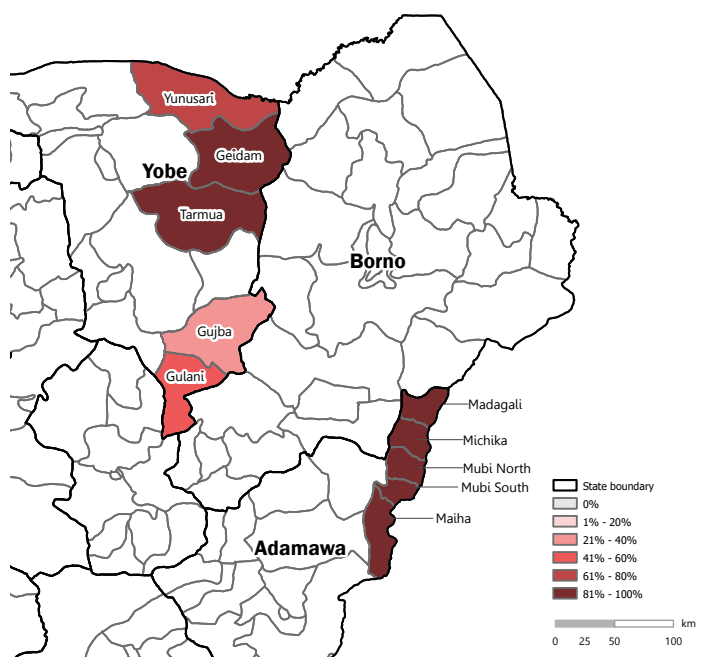 Yunusari
Geidam
Yobe
Tarmua
Borno
Gujba
Gulani
Madagali
Michika
Mubi North
Mubi South
Maiha
Adamawa
State boundary
0%
1% - 20%
21% - 40%
41% - 60%
61% - 80%
81% - 100%
km
0 25 50 100